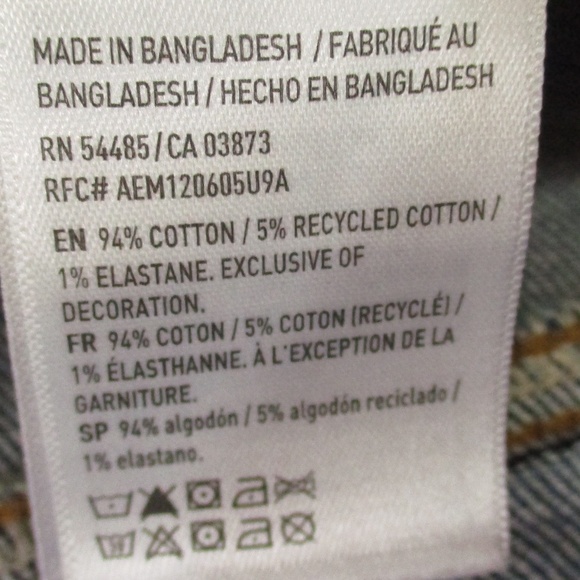 MADE IN BANGLADESH / FABRIQUÉ AU
BANGLADESH / HECHO EN BANGLADESH
RN 54485 / CA 03873
RFC# AEM120605U9A
EN 94% COTTON / 5% RECYCLED COTTON /
1% ELASTANE. EXCLUSIVE OF
DECORATION.
FR 94% COTON / 5% COTON (RECYCLÉ) /
1% ÉLASTHANNE. À L'EXCEPTION DE LA
GARNITURE.
SP 94% algodón / 5% algodón reciclado /
1% elastano.